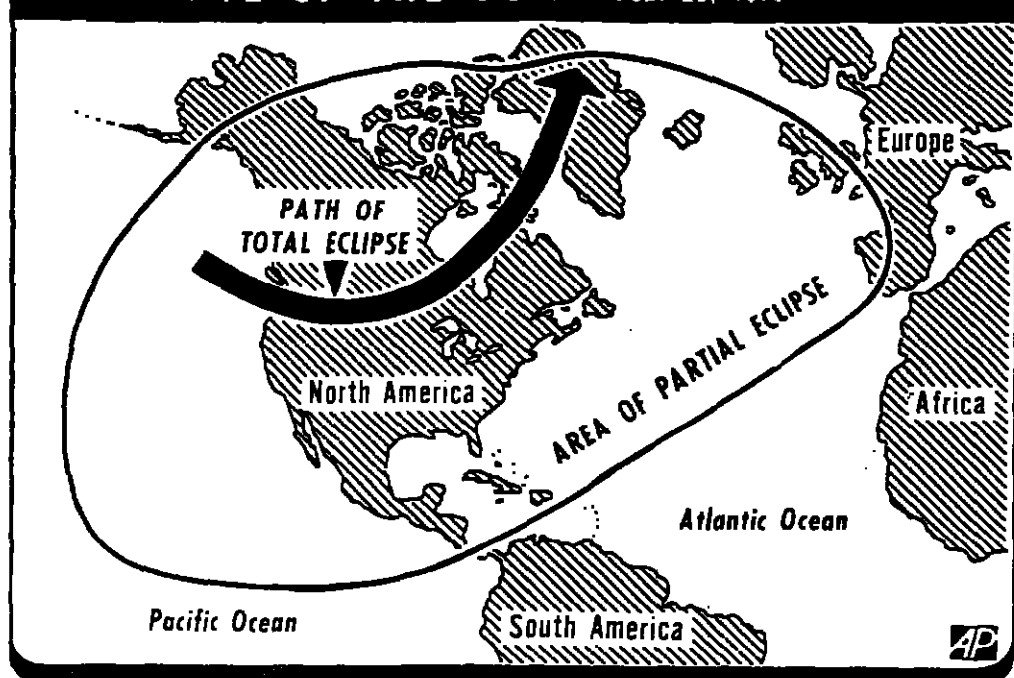 PATH OF
TOTAL ECLIPSE
Europe
AREA OF PARTIAL ECLIPSE
North America
Africa
Atlantic Ocean
Pacific Ocean
South America
AP